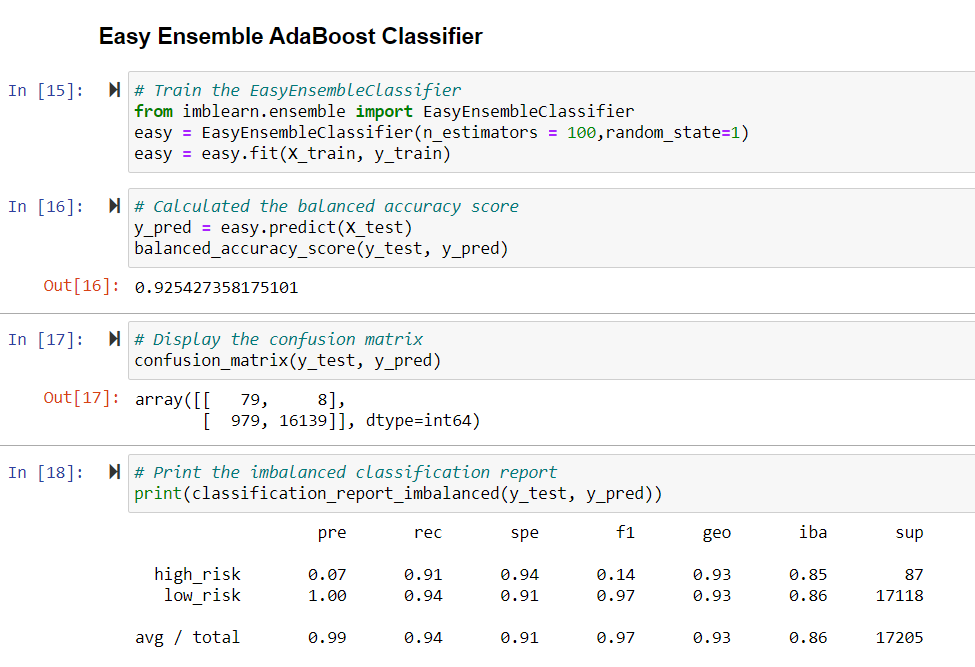 Easy Ensemble AdaBoost Classifier
In [15]: # Train the EasyEnsembleClassifier
from imblearn.ensemble import EasyEnsembleClassifier
easy = EasyEnsembleClassifier(n_estimators = 100,random_state=1)
easy = easy.fit(X_train, y_train)
In [16]: # Calculated the balanced accuracy score
y_pred = easy.predict(X_test)
balanced_accuracy_score(y_test, y_pred)
Out[16]: 0.925427358175101
In [17]: # Display the confusion matrix
confusion_matrix(y_test, y_pred)
Out[17]: array([[   79,     8],
[  979, 16139]], dtype=int64)
In [18]: # Print the imbalanced classification report
print(classification_report_imbalanced(y_test, y_pred))
pre rec spe f1 geo iba sup
high_risk 0.07 0.91 0.94 0.14 0.93 0.85 87
low_risk 1.00 0.94 0.91 0.97 0.93 0.86 17118
avg / total 0.99 0.94 0.91 0.97 0.93 0.86 17205